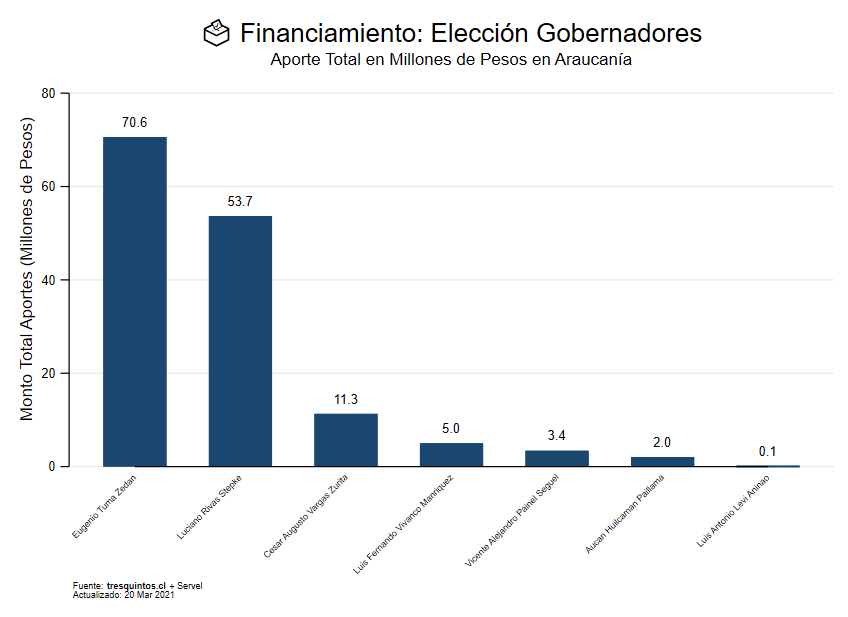 Financiamiento: Elección Gobernadores
Aporte Total en Millones de Pesos en Araucanía
Monto Total Aportes (Millones de Pesos)
80
60
40
20
0
70.6
53.7
11.3
5.0
3.4
2.0
0.1
Eugenio Tuma Zedan
Luciano Rivas Stepke
Cesar Augusto Vargas Zurita
Luis Fernando Vivanco Manriquez
Vicente Alejandro Painel Seguel
Aucan Huilcaman Paillama
Luis Antonio Levi Aninao
Fuente: tresquintos.cl + Servel
Actualizado: 20 Mar 2021